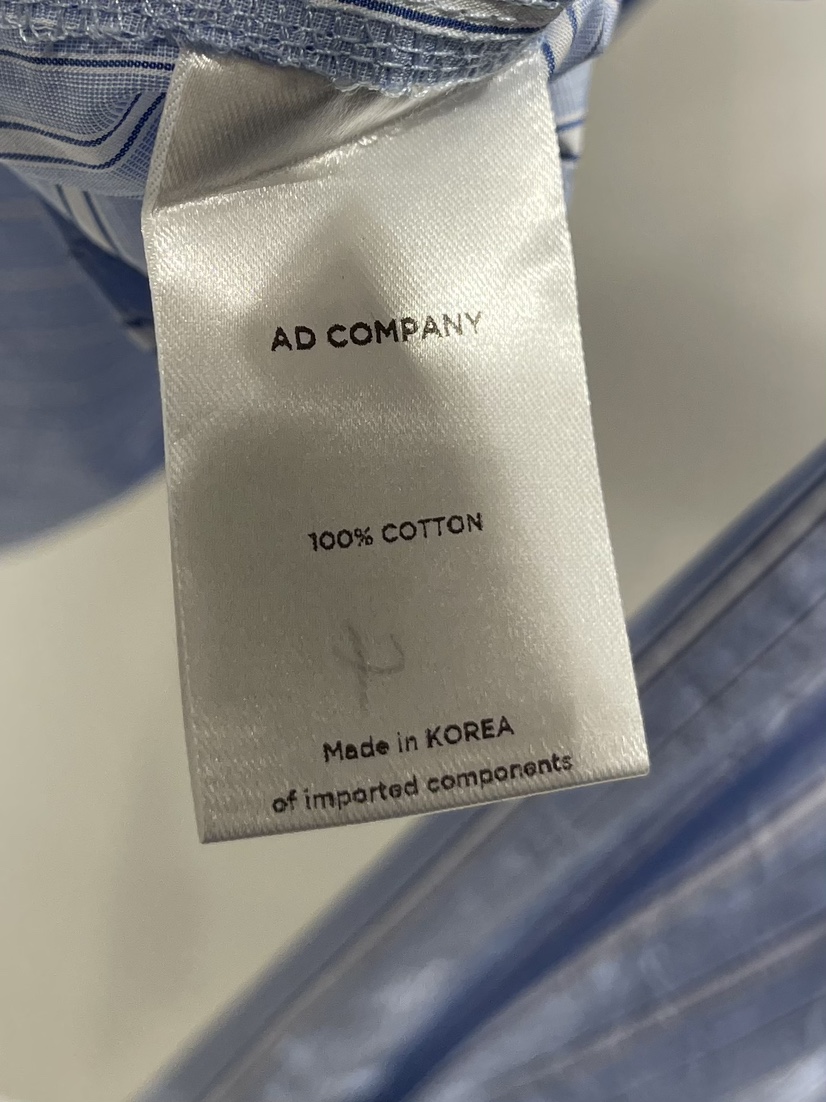 AD COMPANY
100% COTTON
Made in KOREA
of imported components